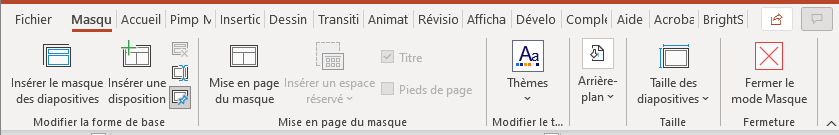 Fichier Masqu Accueil Pimp M Insertic Dessin Transiti Animat Révisio Afficha Dévelo Comple Aide Acroba BrightS
Insérer le masque des diapositives
Insérer une disposition
Mise en page du masque
Insérer un espace réservé
Titre
Pieds de page
Aa
Thèmes
Arrière-plan
Taille des diapositives
Fermer le mode Masque
Modifier la forme de base
Mise en page du masque
Modifier le t...
Taille
Fermeture